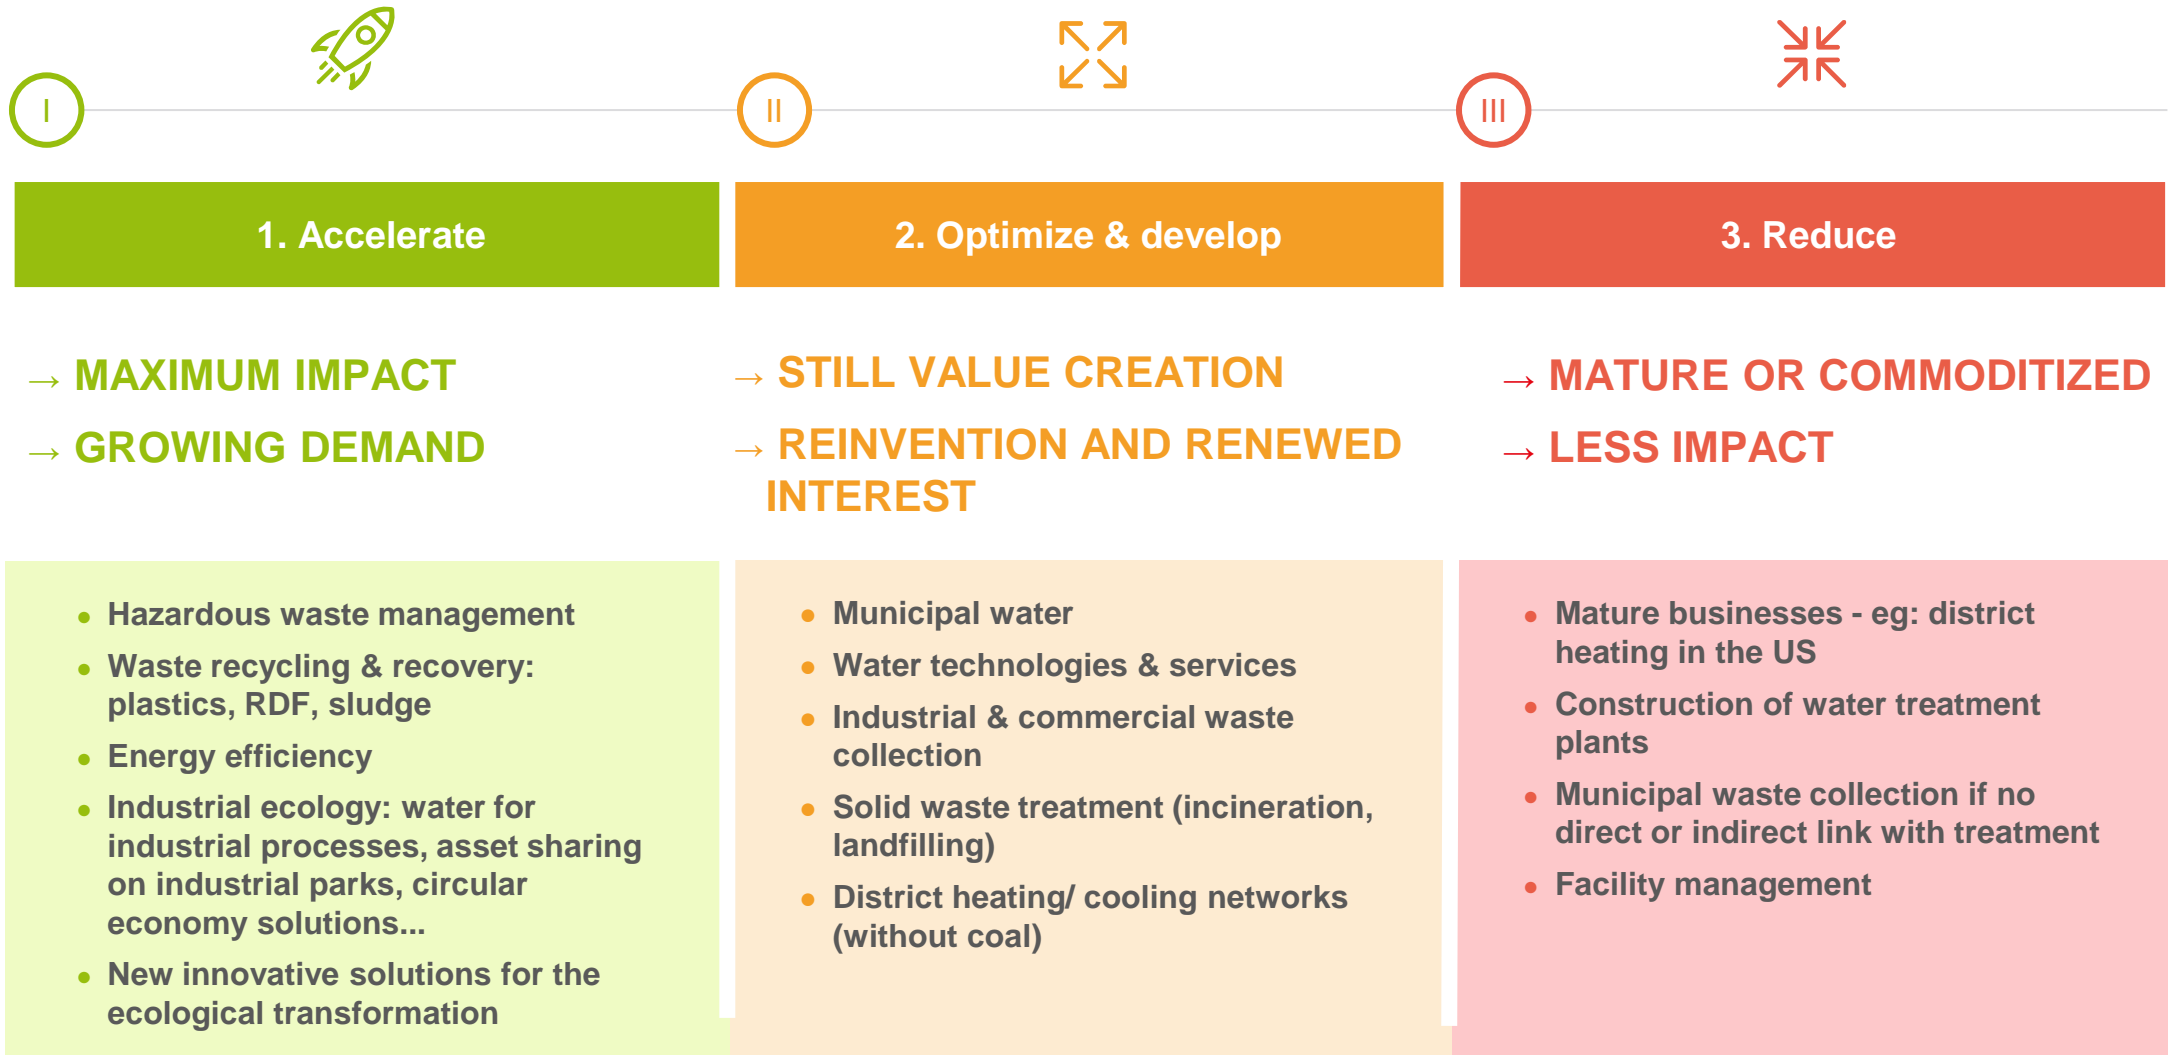 I
II
III
1. Accelerate
2. Optimize & develop
3. Reduce
→ MAXIMUM IMPACT
→ GROWING DEMAND
→ STILL VALUE CREATION
→ REINVENTION AND RENEWED
INTEREST
→ MATURE OR COMMODITIZED
→ LESS IMPACT
● Hazardous waste management
● Waste recycling & recovery:
plastics, RDF, sludge
● Energy efficiency
● Industrial ecology: water for
industrial processes, asset sharing
on industrial parks, circular
economy solutions...
● New innovative solutions for the
ecological transformation
● Municipal water
● Water technologies & services
● Industrial & commercial waste
collection
● Solid waste treatment (incineration,
landfilling)
● District heating/ cooling networks
(without coal)
● Mature businesses - eg: district
heating in the US
● Construction of water treatment
plants
● Municipal waste collection if no
direct or indirect link with treatment
● Facility management